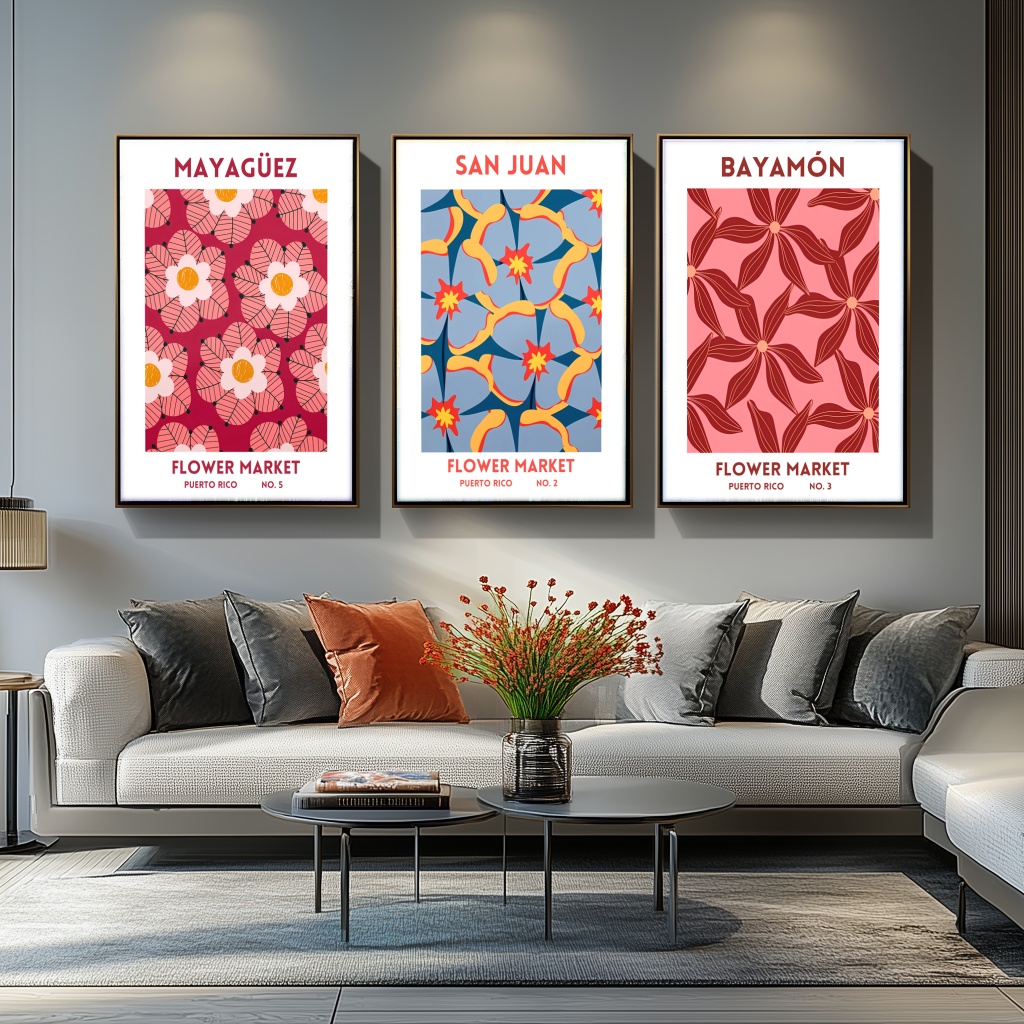 MAYAGÜEZ
FLOWER MARKET
PUERTO RICO NO. 5
SAN JUAN
FLOWER MARKET
PUERTO RICO NO. 2
BAYAMÓN
FLOWER MARKET
PUERTO RICO NO. 3